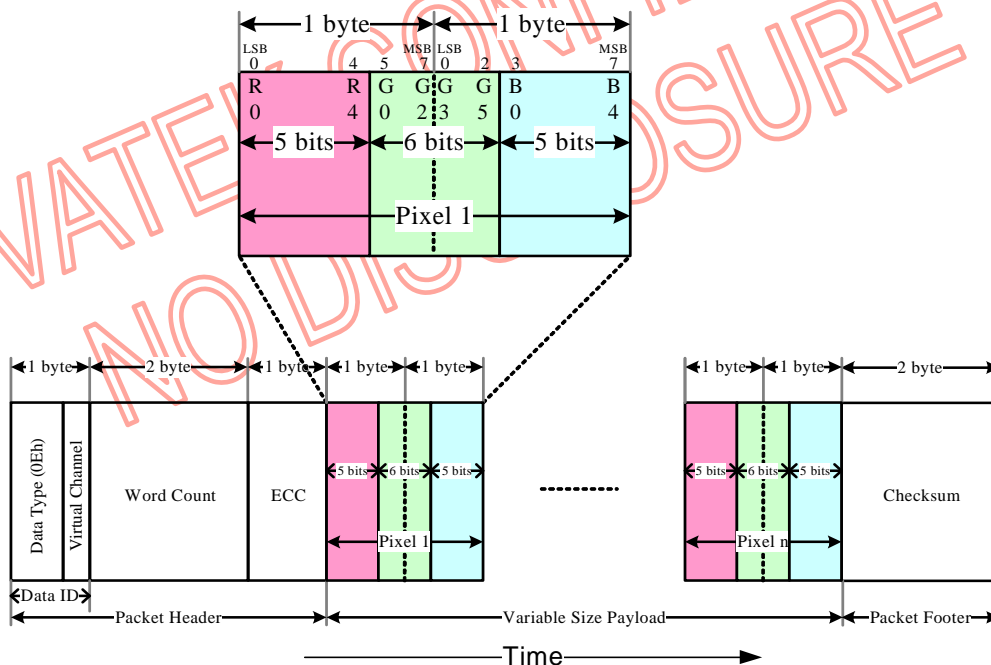 1 byte 1 byte
LSB MSB LSB MSB
0 4 5 7 0 2 3 7
R R G G G G B B
0 4 0 2 3 5 0 4
5 bits 6 bits 5 bits
Pixel 1
NO DISCLOSURE
1 byte 2 byte 1 byte 1 byte 1 byte 1 byte 1 byte 2 byte
Data Type (0Eh)
Virtual Channel
Word Count
ECC
5 bits 6 bits 5 bits
Pixel 1
5 bits 6 bits 5 bits
Pixel n
Checksum
Data ID
Packet Header Variable Size Payload Packet Footer
Time